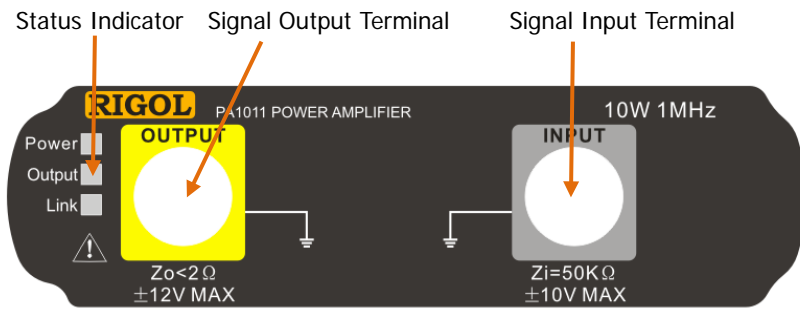 Status Indicator
Signal Output Terminal
Signal Input Terminal
RIGOL
PA1011 POWER AMPLIFIER
10W 1MHz
Power
Output
Link
OUTPUT
INPUT
Zo<2Ω
±12V MAX
Zi=50KΩ
±10V MAX